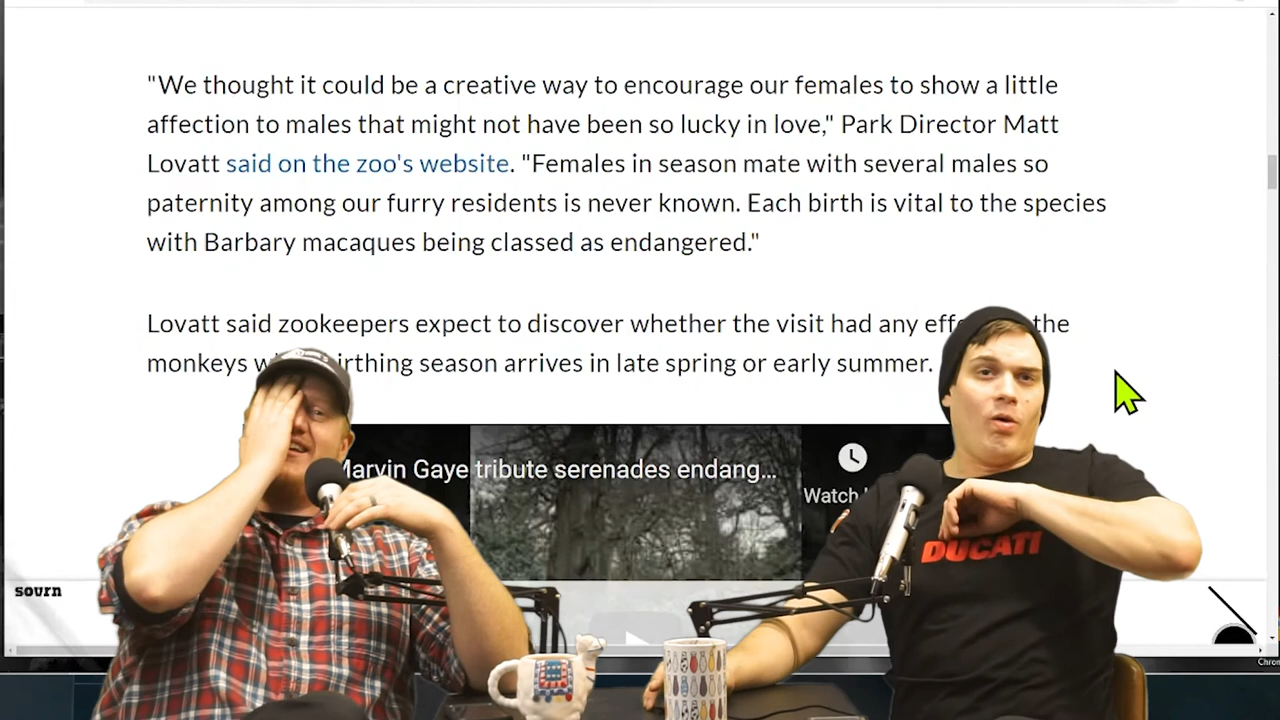 "We thought it could be a creative way to encourage our females to show a little
affection to males that might not have been so lucky in love," Park Director Matt
Lovatt said on the zoo's website. "Females in season mate with several males so
paternity among our furry residents is never known. Each birth is vital to the species
with Barbary macaques being classed as endangered."
Lovatt said zookeepers expect to discover whether the visit had any the
monkeys season arrives in late spring or early summer.
Marvin Gaye tribute serenades endang...
Watch
DUCATI
sourn
Chron